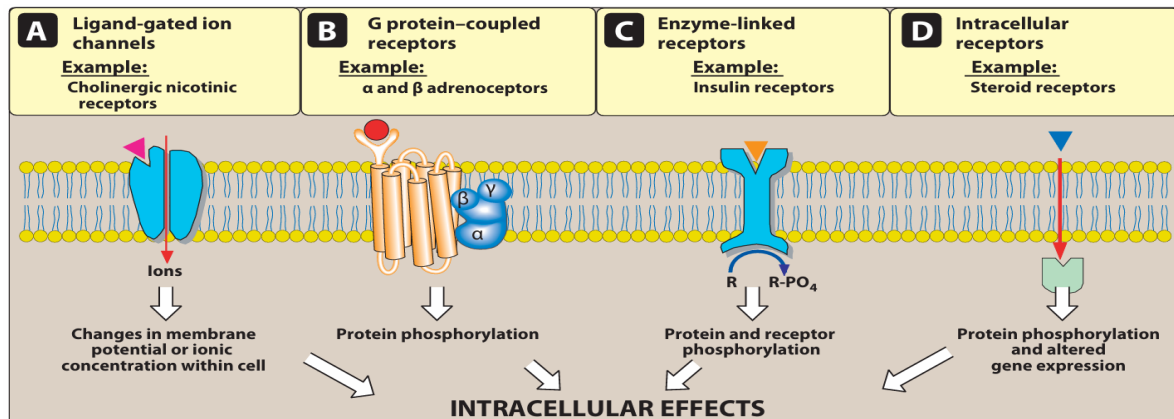 A
Ligand-gated ion
channels
Example:
Cholinergic nicotinic
receptors
B
G protein–coupled
receptors
Example:
α and β adrenoceptors
C
Enzyme-linked
receptors
Example:
Insulin receptors
D
Intracellular
receptors
Example:
Steroid receptors
β
γ
α
Ions
R
R-PO₄
Changes in membrane
potential or ionic
concentration within cell
Protein phosphorylation
Protein and receptor
phosphorylation
Protein phosphorylation
and altered
gene expression
INTRACELLULAR EFFECTS